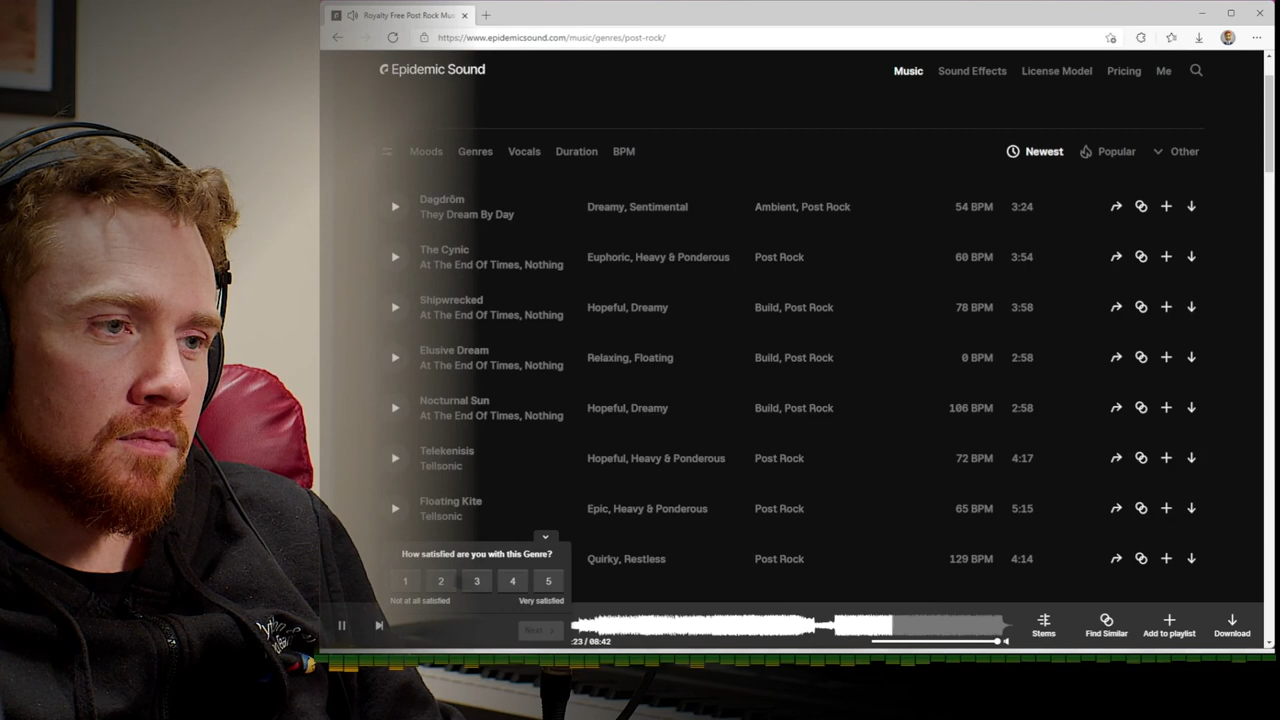 Royalty Free Post Rock Mus
https://www.epidemicsound.com/music/genres/post-rock/
Epidemic Sound
Music Sound Effects License Model Pricing Me
Moods Genres Vocals Duration BPM Newest Popular Other
Dagdröm
They Dream By Day
Dreamy, Sentimental Ambient, Post Rock 54 BPM 3:24
The Cynic
At The End Of Times, Nothing
Euphoric, Heavy & Ponderous Post Rock 60 BPM 3:54
Shipwrecked
At The End Of Times, Nothing
Hopeful, Dreamy Build, Post Rock 78 BPM 3:58
Elusive Dream
At The End Of Times, Nothing
Relaxing, Floating Build, Post Rock 0 BPM 2:58
Nocturnal Sun
At The End Of Times, Nothing
Hopeful, Dreamy Build, Post Rock 106 BPM 2:58
Telekenisis
Tellsonic
Hopeful, Heavy & Ponderous Post Rock 72 BPM 4:17
Floating Kite
Tellsonic
Epic, Heavy & Ponderous Post Rock 65 BPM 5:15
Quirky, Restless Post Rock 129 BPM 4:14
How satisfied are you with this Genre?
1 2 3 4 5
Not at all satisfied Very satisfied
Next
:23 / 08:42
Stems Find Similar Add to playlist Download